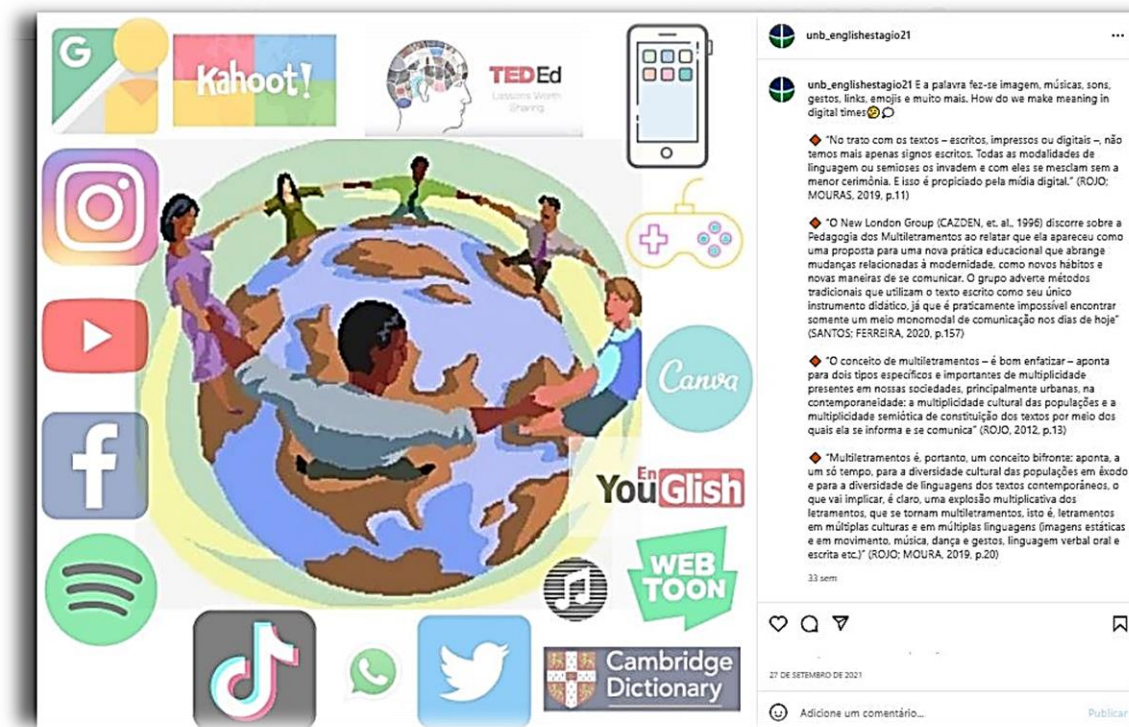 G
Kahoot!
TEDEd
Lessons Worth
Sharing
Canva
En
YouGlish
WEB
TOON
Cambridge
Dictionary
unb_englishestagio21
unb_englishestagio21 E a palavra fez-se imagem, músicas, sons,
gestos, links, emojis e muito mais. How do we make meaning in
digital times🤔💭
♦ "No trato com os textos – escritos, impressos ou digitais –, não
temos mais apenas signos escritos. Todas as modalidades de
linguagem ou semioses os invadem e com eles se mesclam sem a
menor cerimônia. E isso é propiciado pela mídia digital." (ROJO;
MOURAS, 2019, p.11)
♦ "O New London Group (CAZDEN, et. al., 1996) discorre sobre a
Pedagogia dos Multiletramentos ao relatar que ela apareceu como
uma proposta para uma nova prática educacional que abrange
mudanças relacionadas à modernidade, como novos hábitos e
novas maneiras de se comunicar. O grupo adverte métodos
tradicionais que utilizam o texto escrito como seu único
instrumento didático, já que é praticamente impossível encontrar
somente um meio monomodal de comunicação nos dias de hoje"
(SANTOS; FERREIRA, 2020, p.157)
♦ "O conceito de multiletramentos – é bom enfatizar – aponta
para dois tipos específicos e importantes de multiplicidade
presentes em nossas sociedades, principalmente urbanas, na
contemporaneidade: a multiplicidade cultural das populações e a
multiplicidade semiótica de constituição dos textos por meio dos
quais ela se informa e se comunica" (ROJO, 2012, p.13)
♦ "Multiletramentos é, portanto, um conceito bifronte: aponta, a
um só tempo, para a diversidade cultural das populações em êxodo
e para a diversidade de linguagens dos textos contemporâneos, o
que vai implicar, é claro, uma explosão multiplicativa dos
letramentos, que se tornam multiletramentos, isto é, letramentos
em múltiplas culturas e em múltiplas linguagens (imagens estáticas
e em movimento, música, dança e gestos, linguagem verbal oral e
escrita etc.)" (ROJO; MOURA, 2019, p.20)
33 sem
27 DE SETEMBRO DE 2021
Adicione um comentário...
Publicar